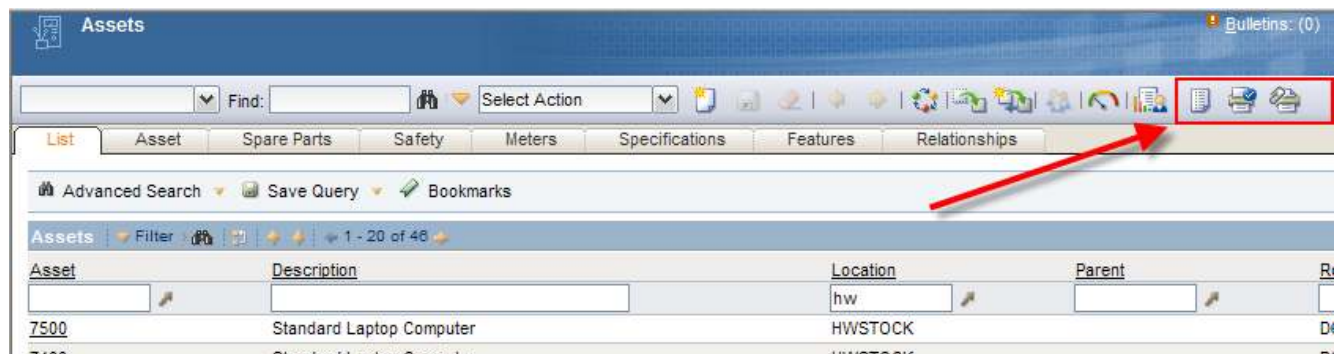 Assets
Bulletins: (0)
Find: Select Action
List Asset Spare Parts Safety Meters Specifications Features Relationships
Advanced Search Save Query Bookmarks
Assets Filter 1 - 20 of 46
Asset Description Location Parent
hw
7500 Standard Laptop Computer HWSTOCK